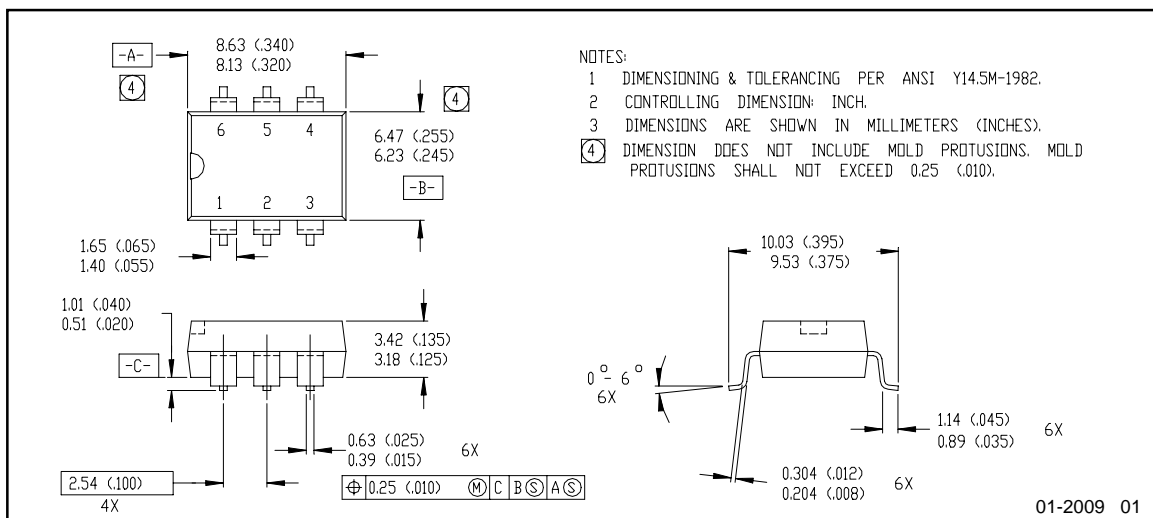 -A-
8.63 (.340)
8.13 (.320)
4
4
6 5 4
1 2 3
6.47 (.255)
6.23 (.245)
-B-
1.65 (.065)
1.40 (.055)
NOTES:
1 DIMENSIONING & TOLERANCING PER ANSI Y14.5M-1982.
2 CONTROLLING DIMENSION: INCH.
3 DIMENSIONS ARE SHOWN IN MILLIMETERS (INCHES).
4 DIMENSION DOES NOT INCLUDE MOLD PROTUSIONS. MOLD
PROTUSIONS SHALL NOT EXCEED 0.25 (.010).
1.01 (.040)
0.51 (.020)
-C-
3.42 (.135)
3.18 (.125)
0.63 (.025)
0.39 (.015)
6X
2.54 (.100)
4X
⌖ 0.25 (.010) Ⓜ C B Ⓢ A Ⓢ
10.03 (.395)
9.53 (.375)
0° - 6°
6X
1.14 (.045)
0.89 (.035)
6X
0.304 (.012)
0.204 (.008)
6X
01-2009 01